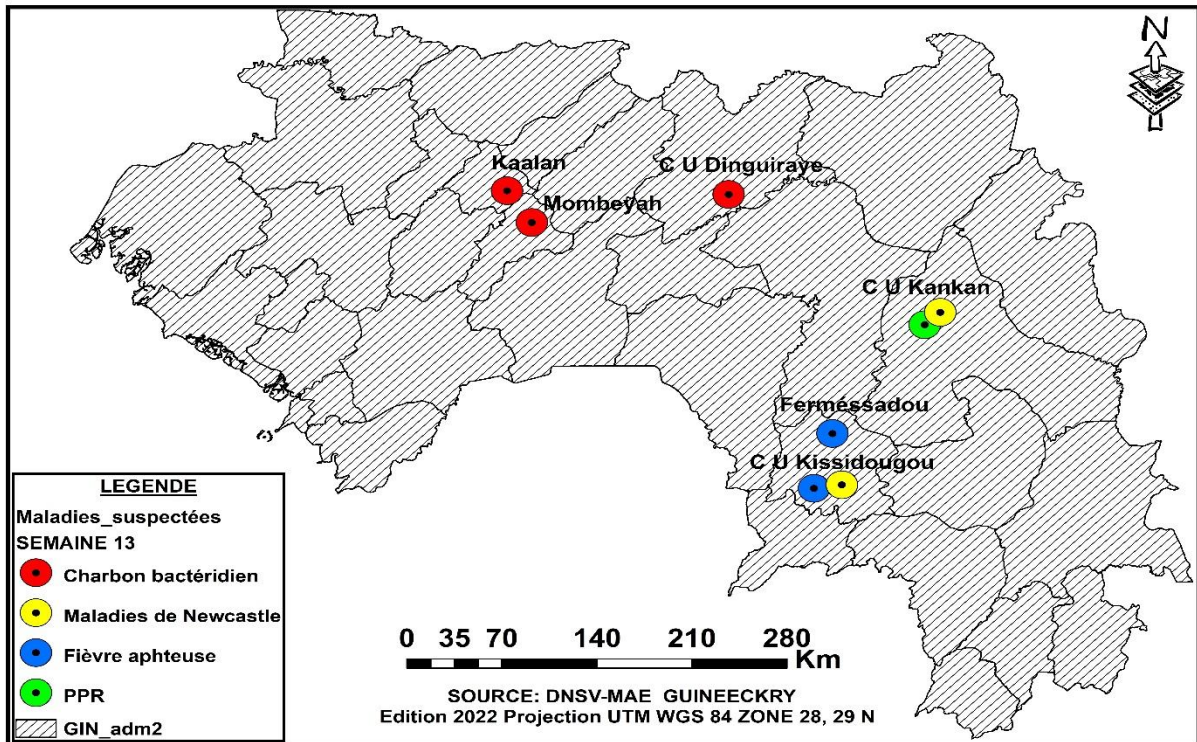 N
Kaalan
C U Dinguiraye
Mombeyah
C U Kankan
Ferméssadou
C U Kissidougou
LEGENDE
Maladies_suspectées
SEMAINE 13
Charbon bactéridien
Maladies de Newcastle
Fièvre aphteuse
PPR
GIN_adm2
0 35 70 140 210 280
Km
SOURCE: DNSV-MAE GUINEECKRY
Edition 2022 Projection UTM WGS 84 ZONE 28, 29 N